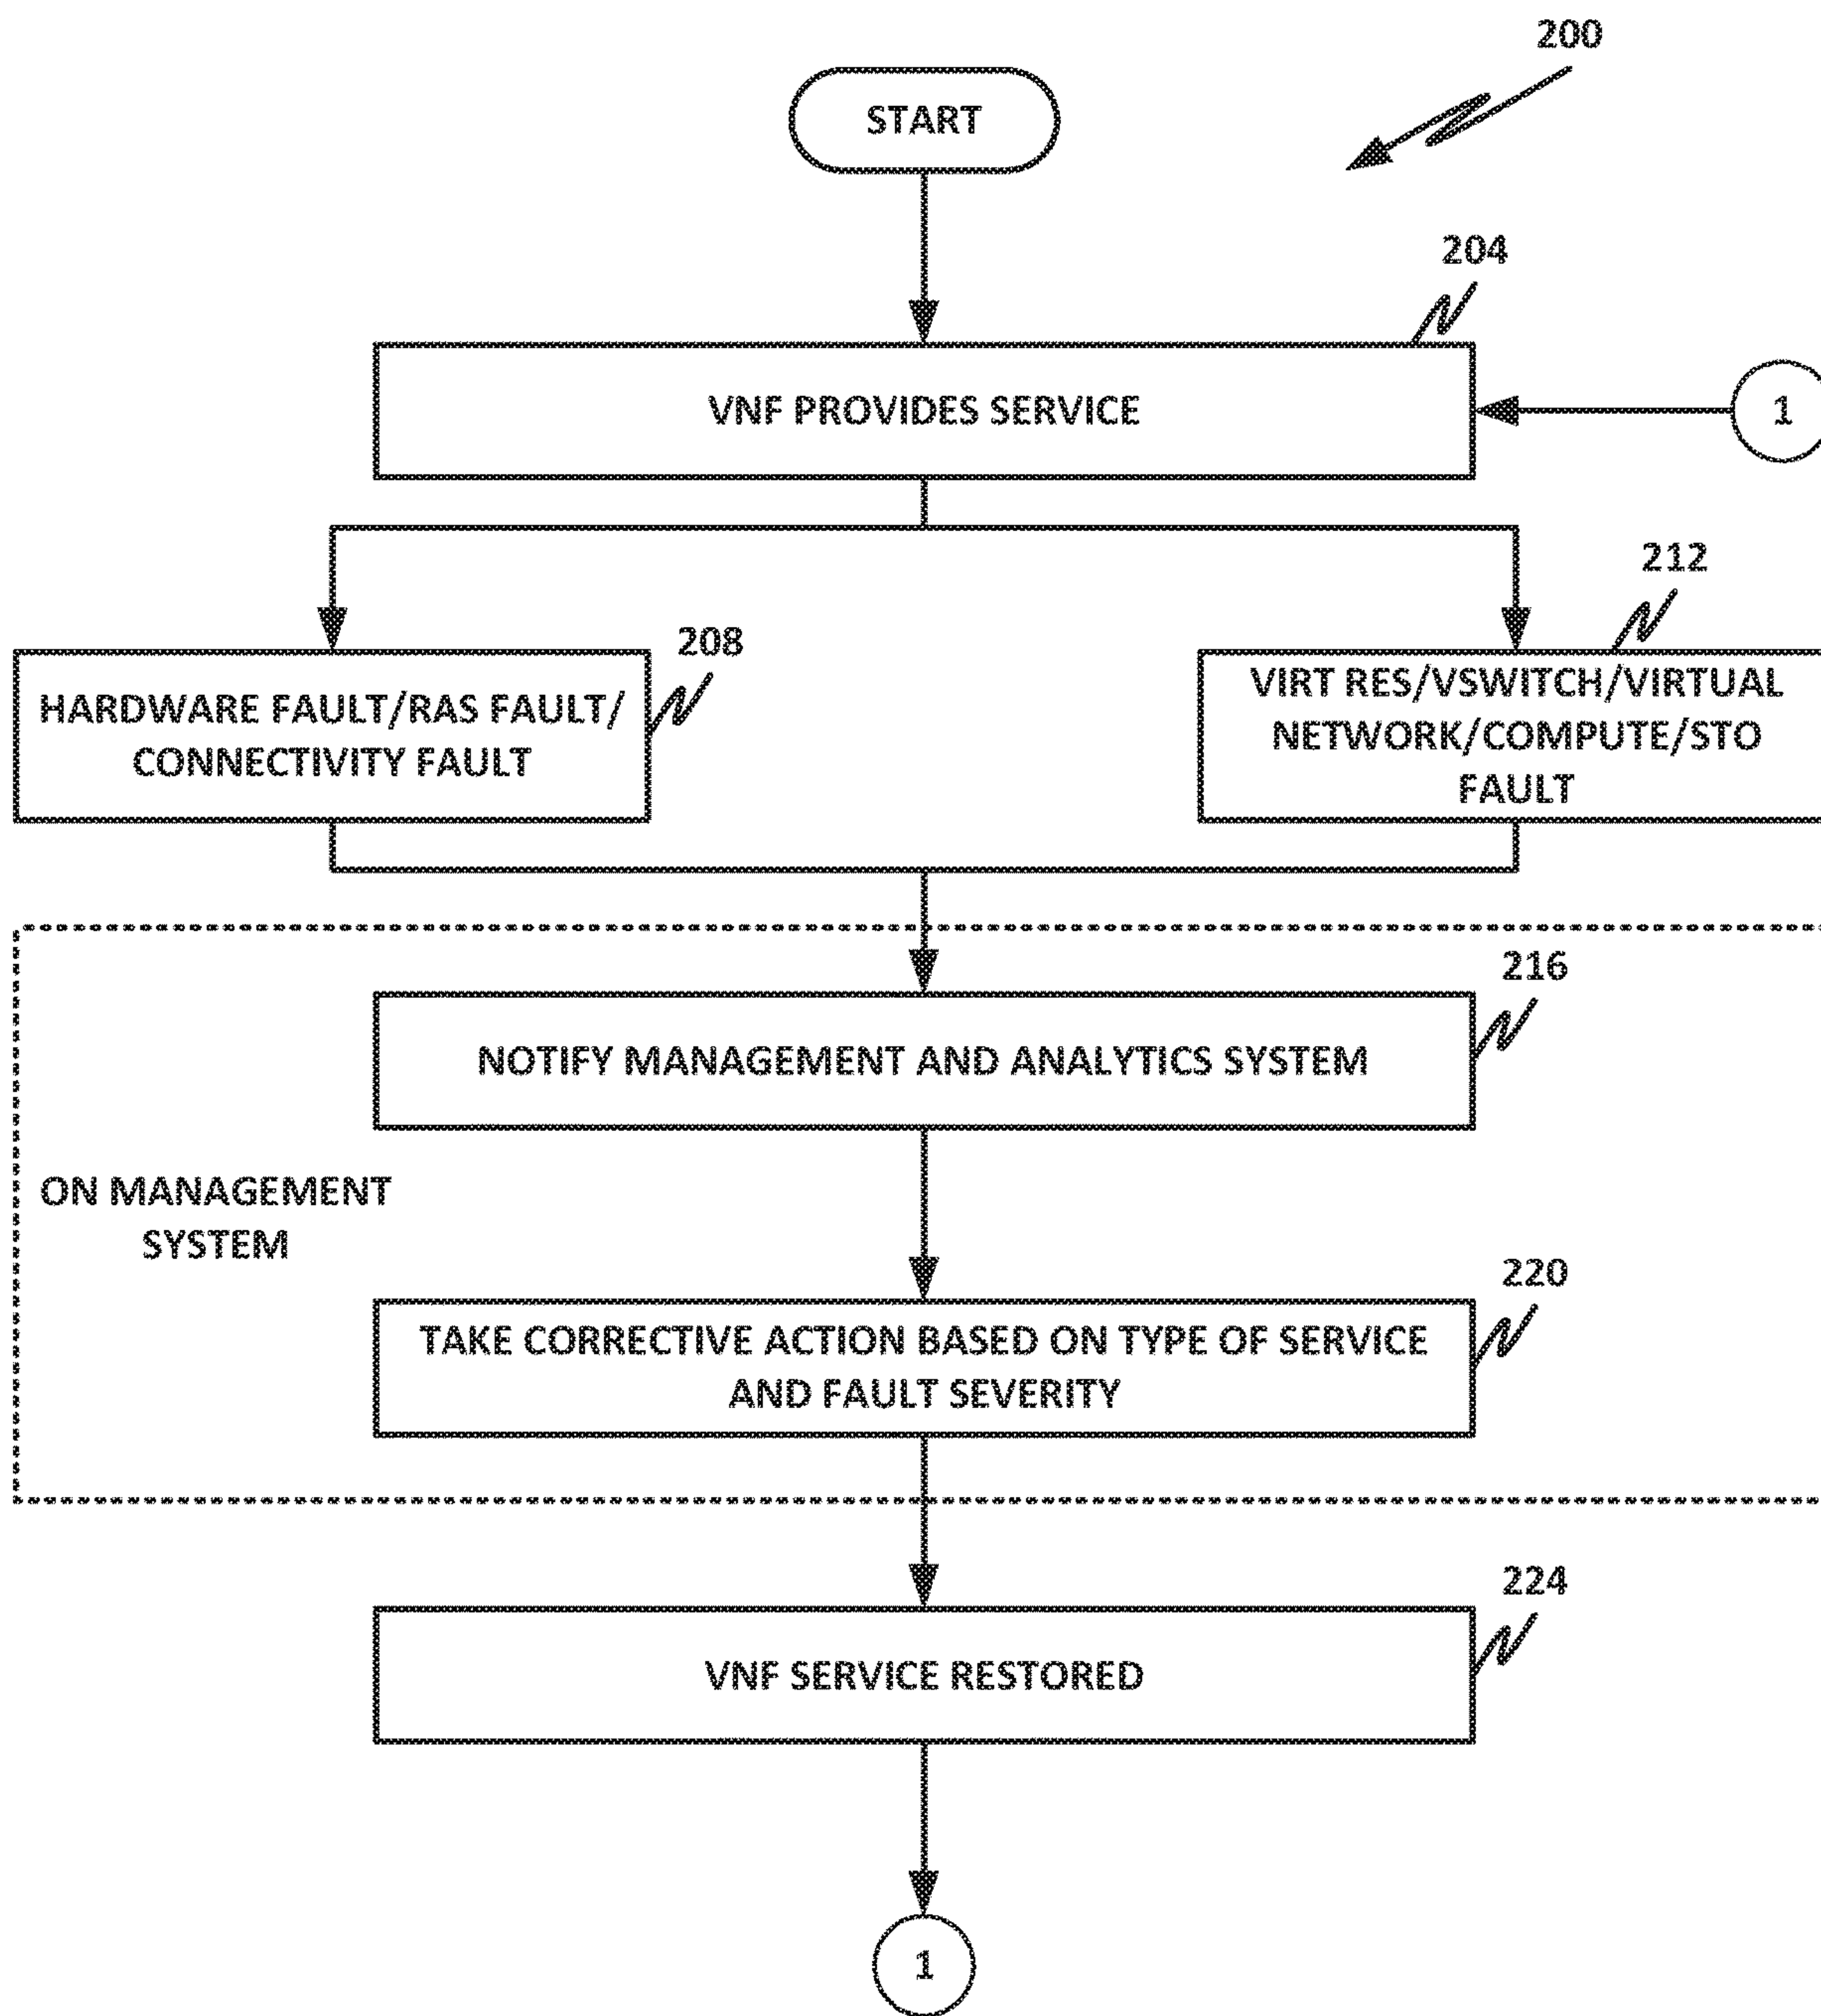 200
START
204
VNF PROVIDES SERVICE
1
212
208
HARDWARE FAULT/RAS FAULT/
CONNECTIVITY FAULT
VIRT RES/VSWITCH/VIRTUAL
NETWORK/COMPUTE/STO
FAULT
216
NOTIFY MANAGEMENT AND ANALYTICS SYSTEM
ON MANAGEMENT
SYSTEM
220
TAKE CORRECTIVE ACTION BASED ON TYPE OF SERVICE
AND FAULT SEVERITY
224
VNF SERVICE RESTORED
1